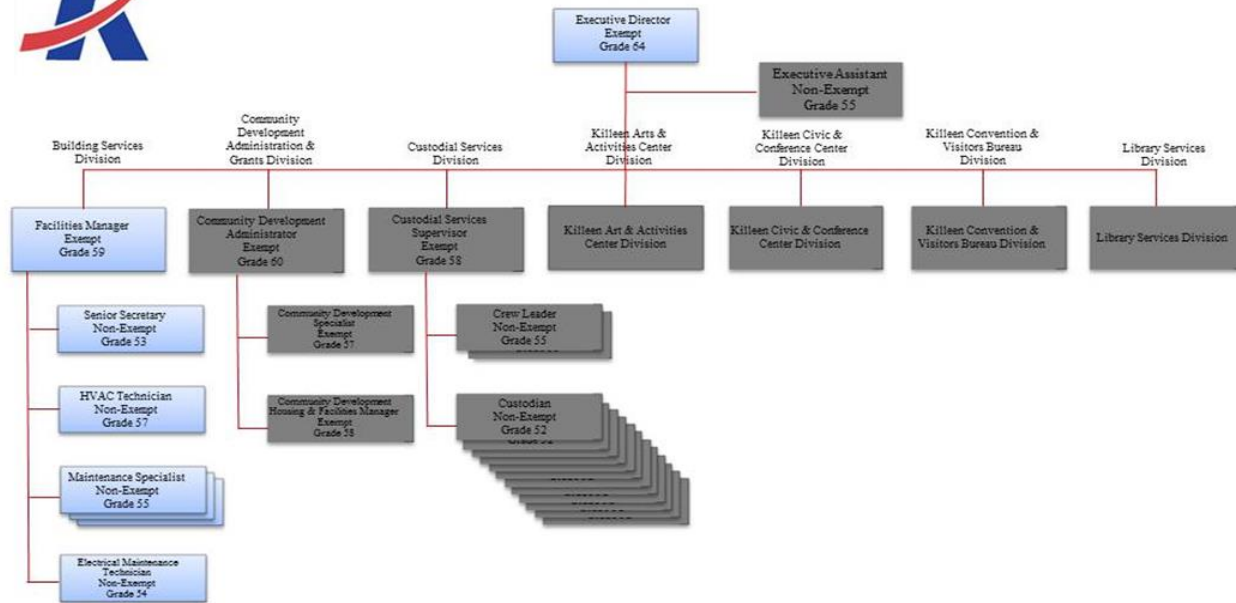 Executive Director
Exempt
Grade 64
Executive Assistant
Non-Exempt
Grade 55
Building Services
Division
Community
Development
Administration &
Grants Division
Custodial Services
Division
Killeen Arts &
Activities Center
Division
Killeen Civic &
Conference Center
Division
Killeen Convention &
Visitors Bureau
Division
Library Services
Division
Facilities Manager
Exempt
Grade 59
Community Development
Administrator
Exempt
Grade 60
Custodial Services
Supervisor
Exempt
Grade 58
Killeen Art & Activities
Center Division
Killeen Civic & Conference
Center Division
Killeen Convention &
Visitors Bureau Division
Library Services Division
Senior Secretary
Non-Exempt
Grade 53
Community Development
Specialist
Exempt
Grade 57
Crew Leader
Non-Exempt
Grade 55
HVAC Technician
Non-Exempt
Grade 57
Community Development
Housing & Facilities Manager
Exempt
Grade 58
Custodian
Non-Exempt
Grade 52
Maintenance Specialist
Non-Exempt
Grade 55
Electrical Maintenance
Technician
Non-Exempt
Grade 54